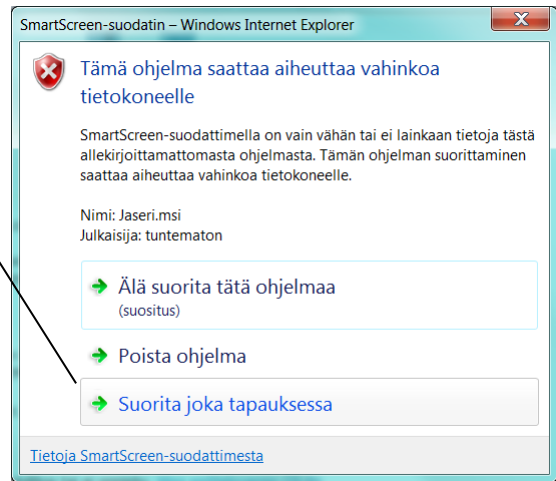 SmartScreen-suodatin – Windows Internet Explorer
Tämä ohjelma saattaa aiheuttaa vahinkoa
tietokoneelle
SmartScreen-suodattimella on vain vähän tai ei lainkaan tietoja tästä
allekirjoittamattomasta ohjelmasta. Tämän ohjelman suorittaminen
saattaa aiheuttaa vahinkoa tietokoneelle.
Nimi: Jaseri.msi
Julkaisija: tuntematon
Älä suorita tätä ohjelmaa
(suositus)
Poista ohjelma
Suorita joka tapauksessa
Tietoja SmartScreen-suodattimesta